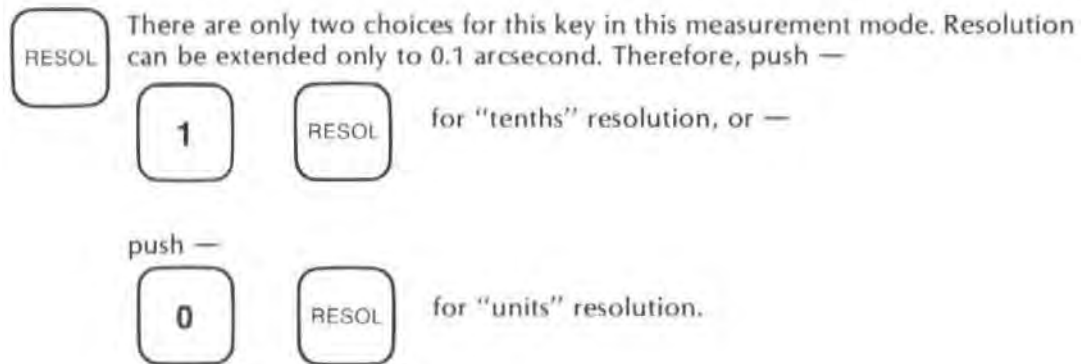 There are only two choices for this key in this measurement mode. Resolution
RESOL can be extended only to 0.1 arcsecond. Therefore, push —
1 RESOL for "tenths" resolution, or —
push —
0 RESOL for "units" resolution.